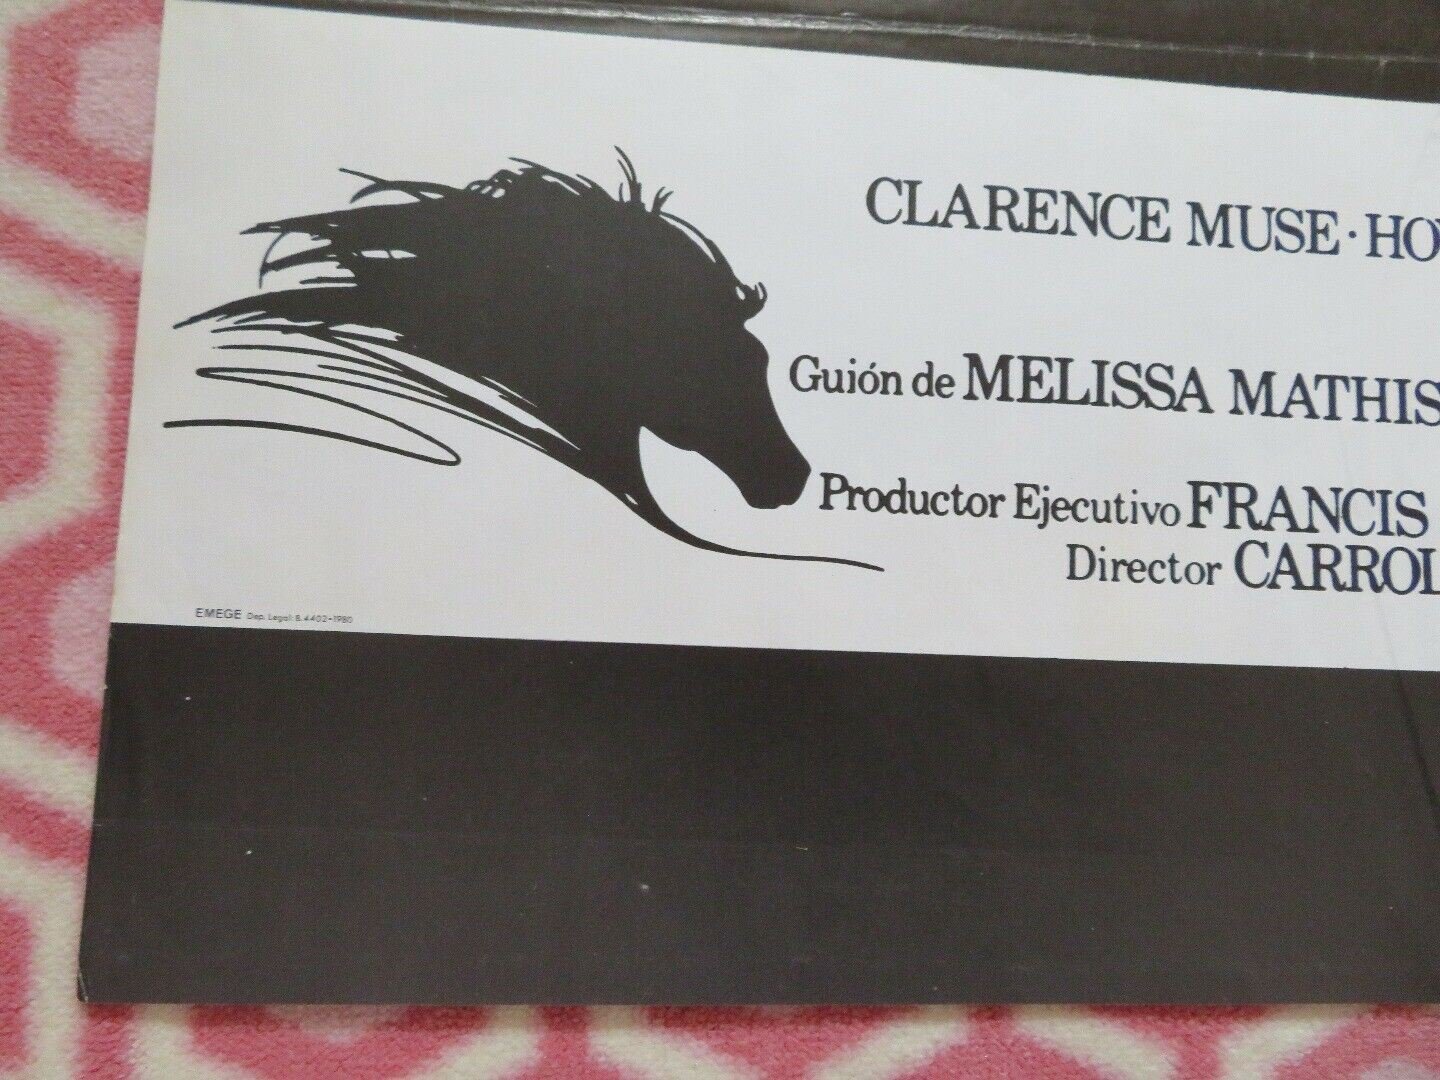 CLARENCE MUSE · HO
Guión de MELISSA MATHIS
Productor Ejecutivo FRANCIS
Director CARROL
EMEGE Dep. Legal: B. 4402-1980